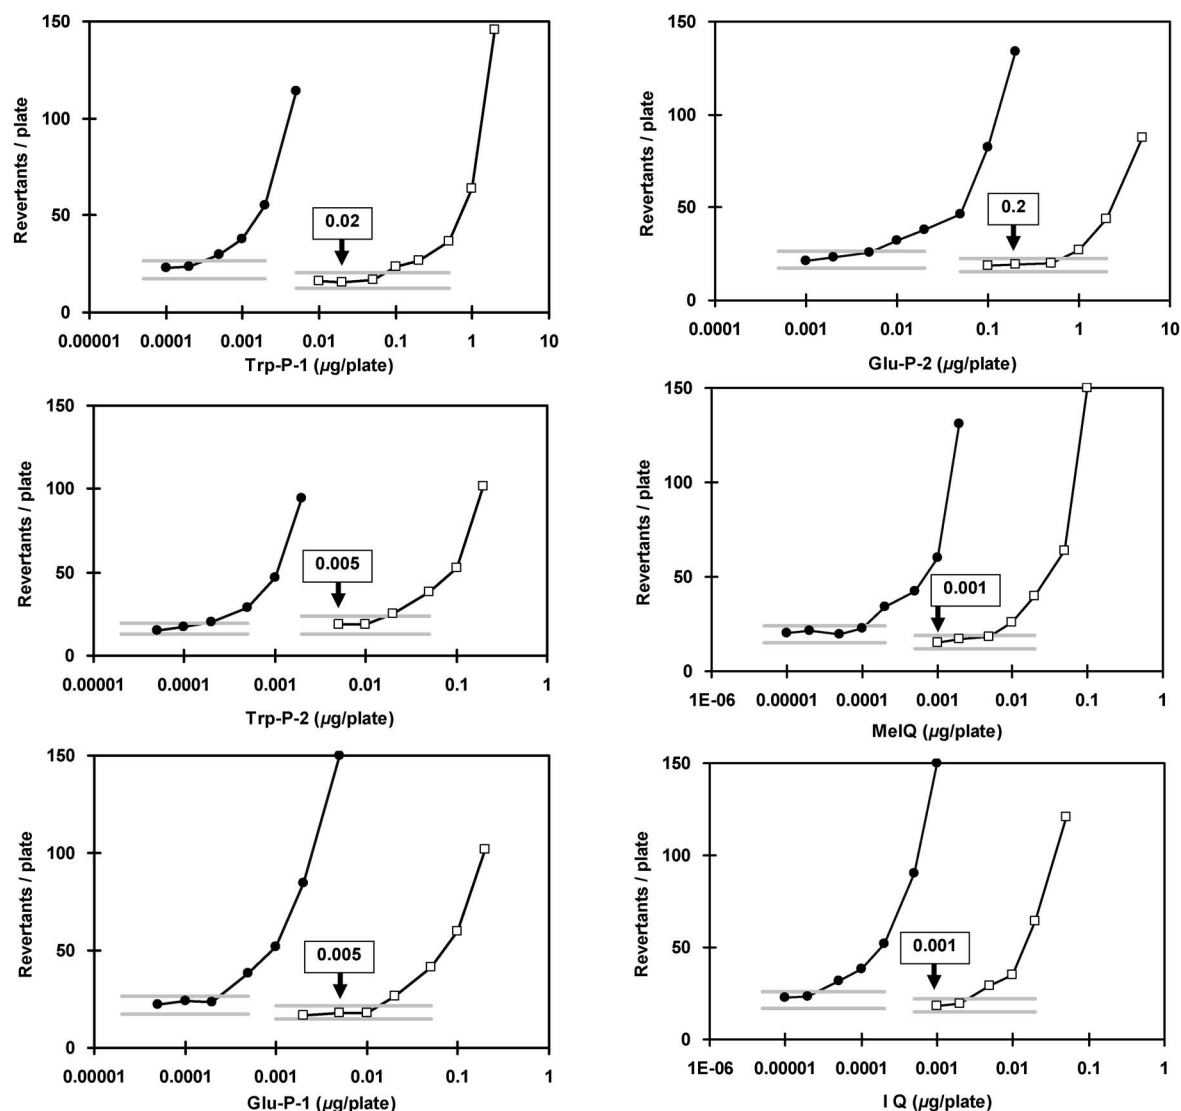 150
100
50
0
Revertants / plate
0.02
0.00001 0.0001 0.001 0.01 0.1 1 10
Trp-P-1 (µg/plate)
150
100
50
0
Revertants / plate
0.2
0.0001 0.001 0.01 0.1 1 10
Glu-P-2 (µg/plate)
150
100
50
0
Revertants / plate
0.005
0.00001 0.0001 0.001 0.01 0.1 1
Trp-P-2 (µg/plate)
150
100
50
0
Revertants / plate
0.001
1E-06 0.00001 0.0001 0.001 0.01 0.1 1
MeIQ (µg/plate)
150
100
50
0
Revertants / plate
0.005
0.00001 0.0001 0.001 0.01 0.1 1
Glu-P-1 (µg/plate)
150
100
50
0
Revertants / plate
0.001
1E-06 0.00001 0.0001 0.001 0.01 0.1 1
I Q (µg/plate)